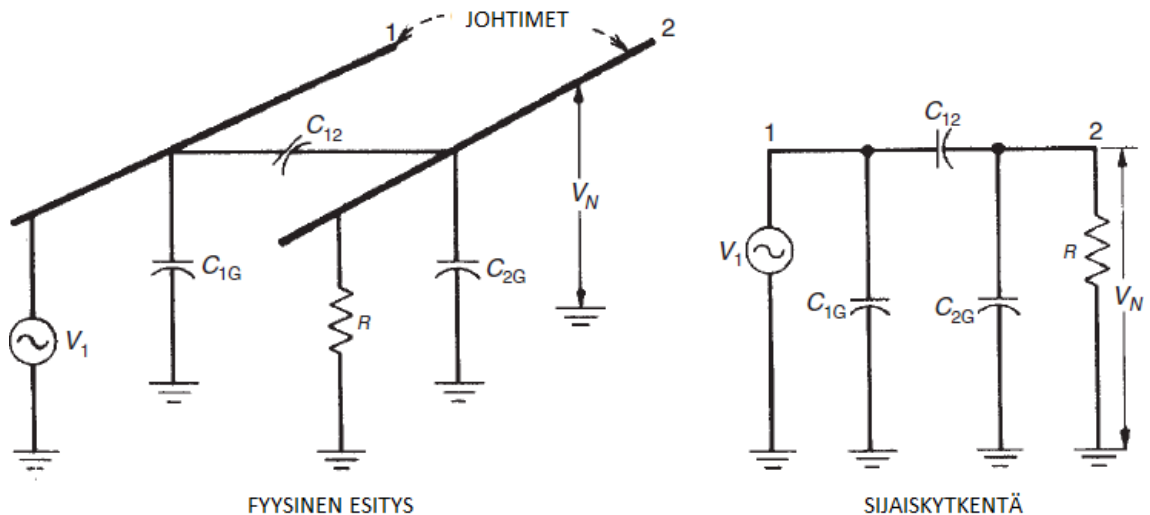 JOHTIMET
1
2
C12
VN
C1G
C2G
R
V1
FYYSINEN ESITYS
C12
1
2
V1
R
C1G
C2G
VN
SIJAISKYTKENTÄ